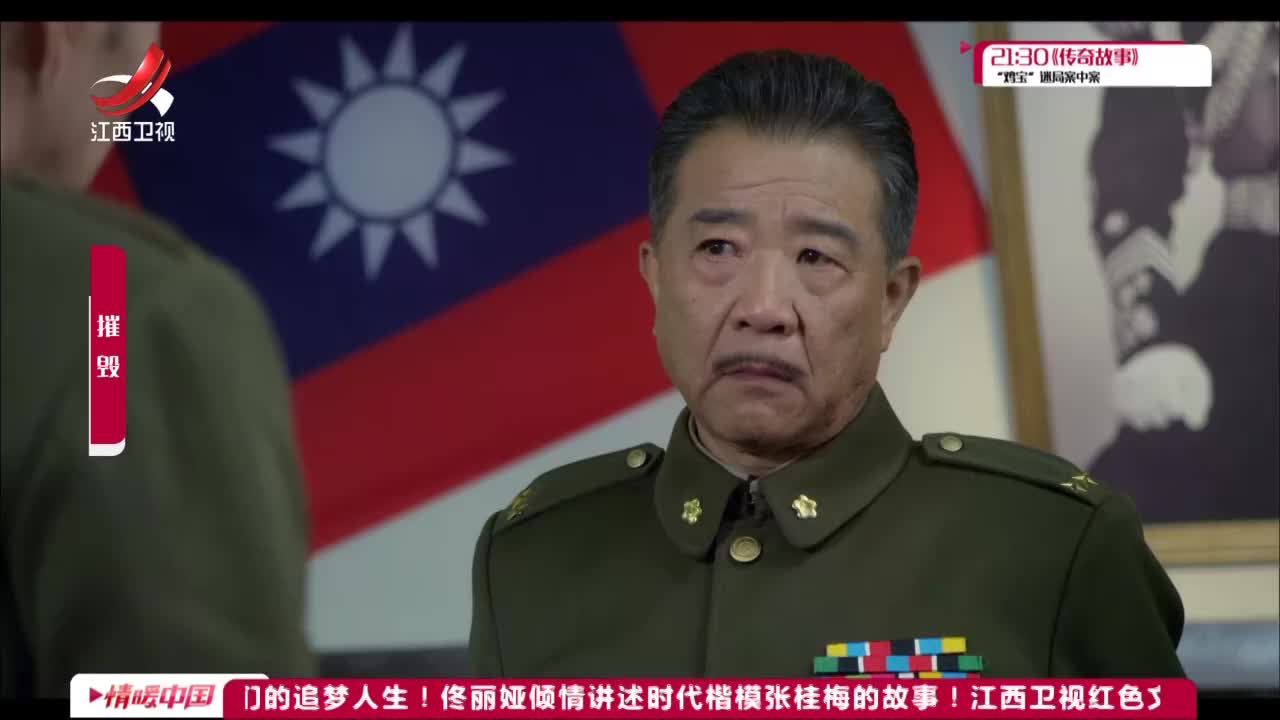 江西卫视
21:30《传奇故事》
“鸡宝”迷局案中案
摧毁
情暖中国
们的追梦人生！佟丽娅倾情讲述时代楷模张桂梅的故事！江西卫视红色